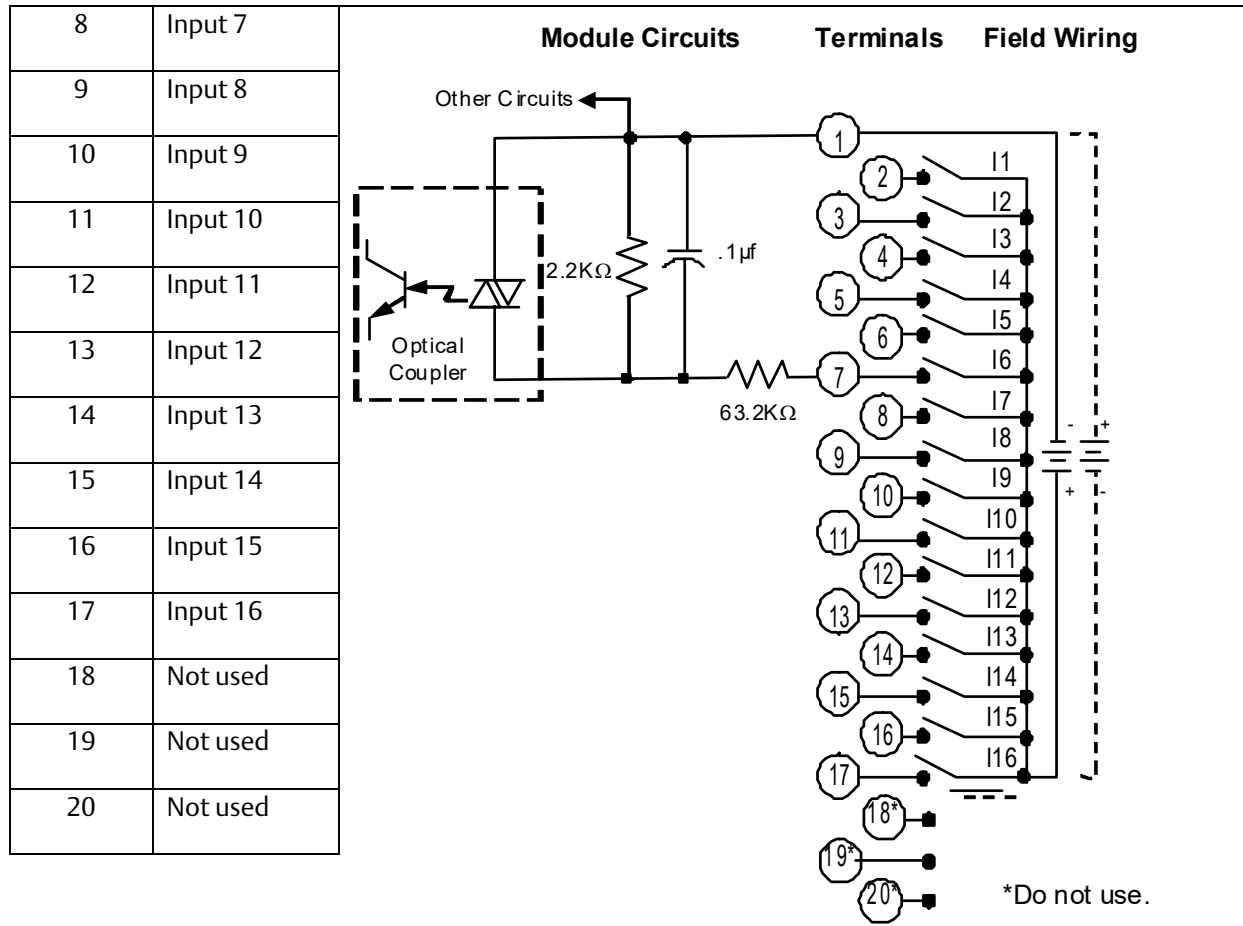 8 Input 7
9 Input 8
10 Input 9
11 Input 10
12 Input 11
13 Input 12
14 Input 13
15 Input 14
16 Input 15
17 Input 16
18 Not used
19 Not used
20 Not used
Module Circuits Terminals Field Wiring
Other Circuits
Optical
Coupler
2.2KΩ
.1µf
63.2KΩ
1
2 I1
3 I2
4 I3
5 I4
6 I5
7 I6
8 I7
9 I8
10 I9
11 I10
12 I11
13 I12
14 I13
15 I14
16 I15
17 I16
18*
19*
20*
- +
+ -
*Do not use.